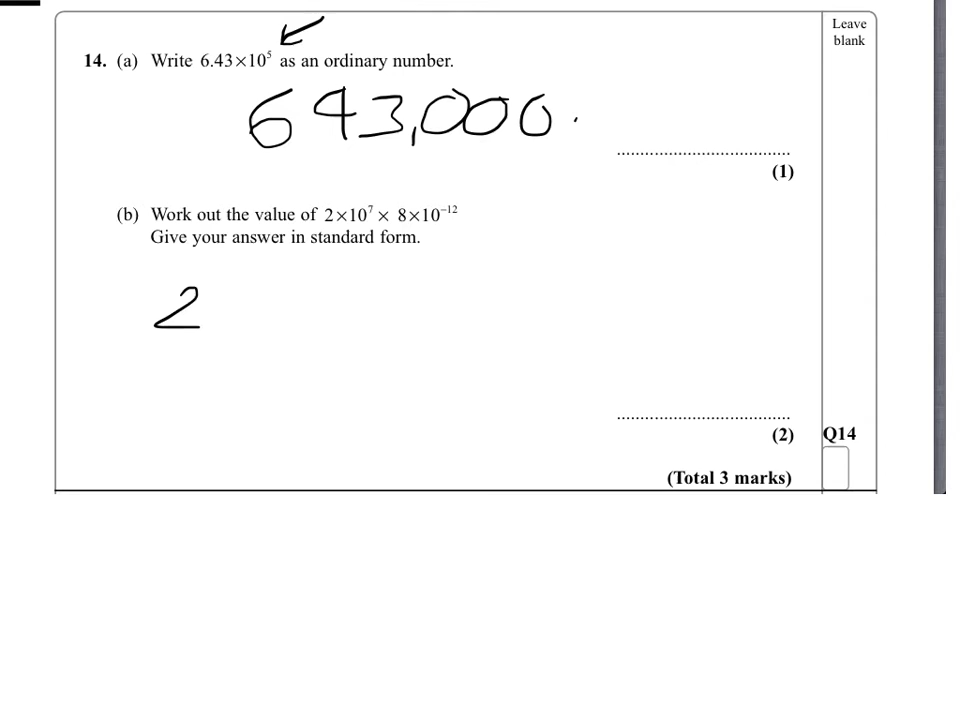 Leave
blank
14. (a) Write 6.43×10⁵ as an ordinary number.
643,000.
(1)
(b) Work out the value of 2×10⁷ × 8×10⁻¹²
Give your answer in standard form.
2
(2)
Q14
(Total 3 marks)